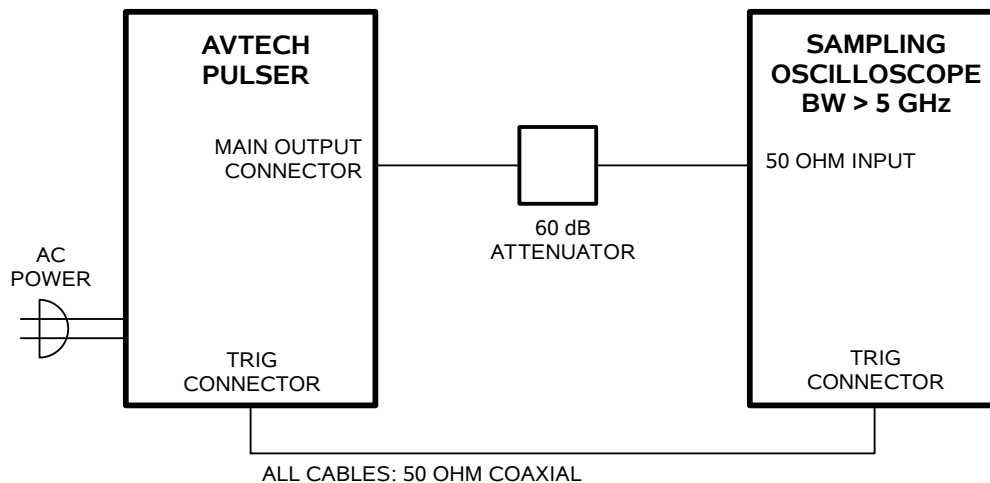 AVTECH
PULSER
SAMPLING
OSCILLOSCOPE
BW > 5 GHz
MAIN OUTPUT
CONNECTOR
50 OHM INPUT
60 dB
ATTENUATOR
AC
POWER
TRIG
CONNECTOR
TRIG
CONNECTOR
ALL CABLES: 50 OHM COAXIAL